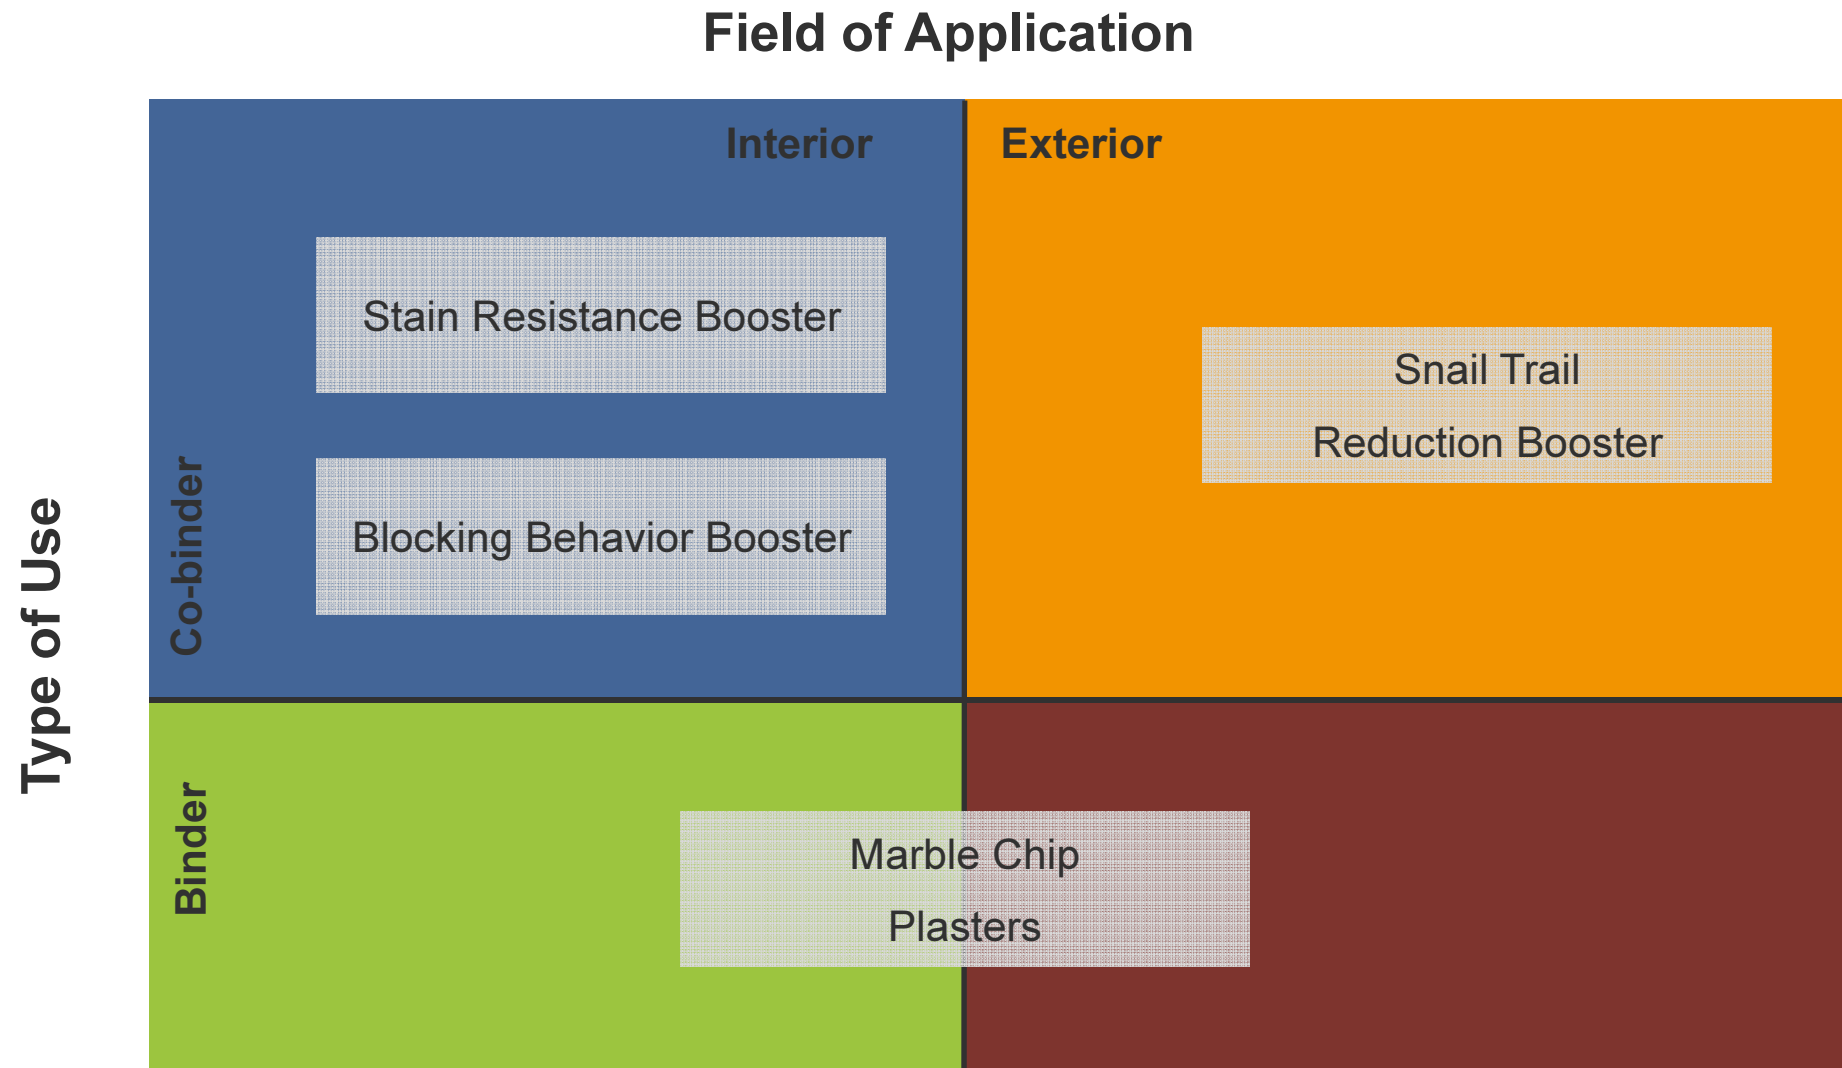 Field of Application
Interior
Exterior
Stain Resistance Booster
Snail Trail
Reduction Booster
Blocking Behavior Booster
Co-binder
Type of Use
Binder
Marble Chip
Plasters